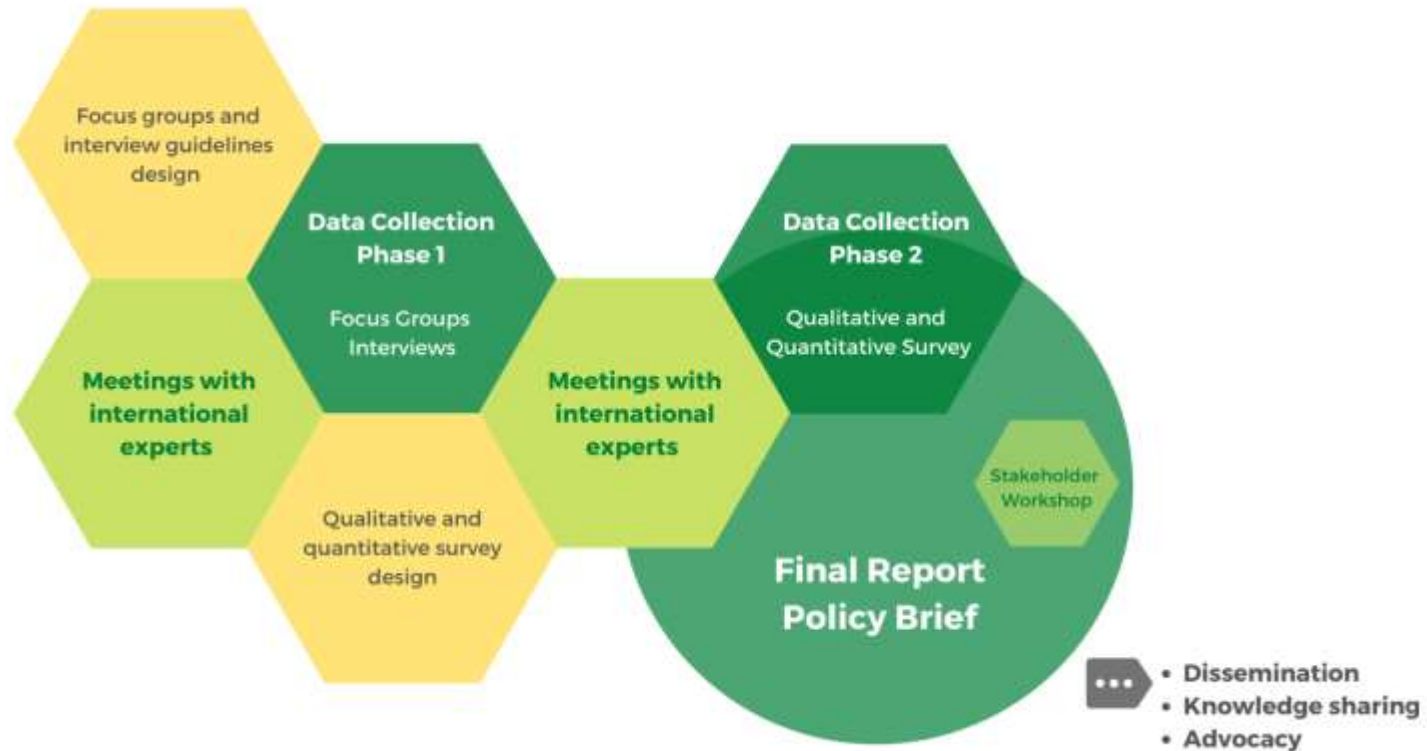 Focus groups and
interview guidelines
design
Data Collection
Phase 1
Focus Groups
Interviews
Meetings with
international
experts
Qualitative and
quantitative survey
design
Meetings with
international
experts
Data Collection
Phase 2
Qualitative and
Quantitative Survey
Stakeholder
Workshop
Final Report
Policy Brief
• Dissemination
• Knowledge sharing
• Advocacy